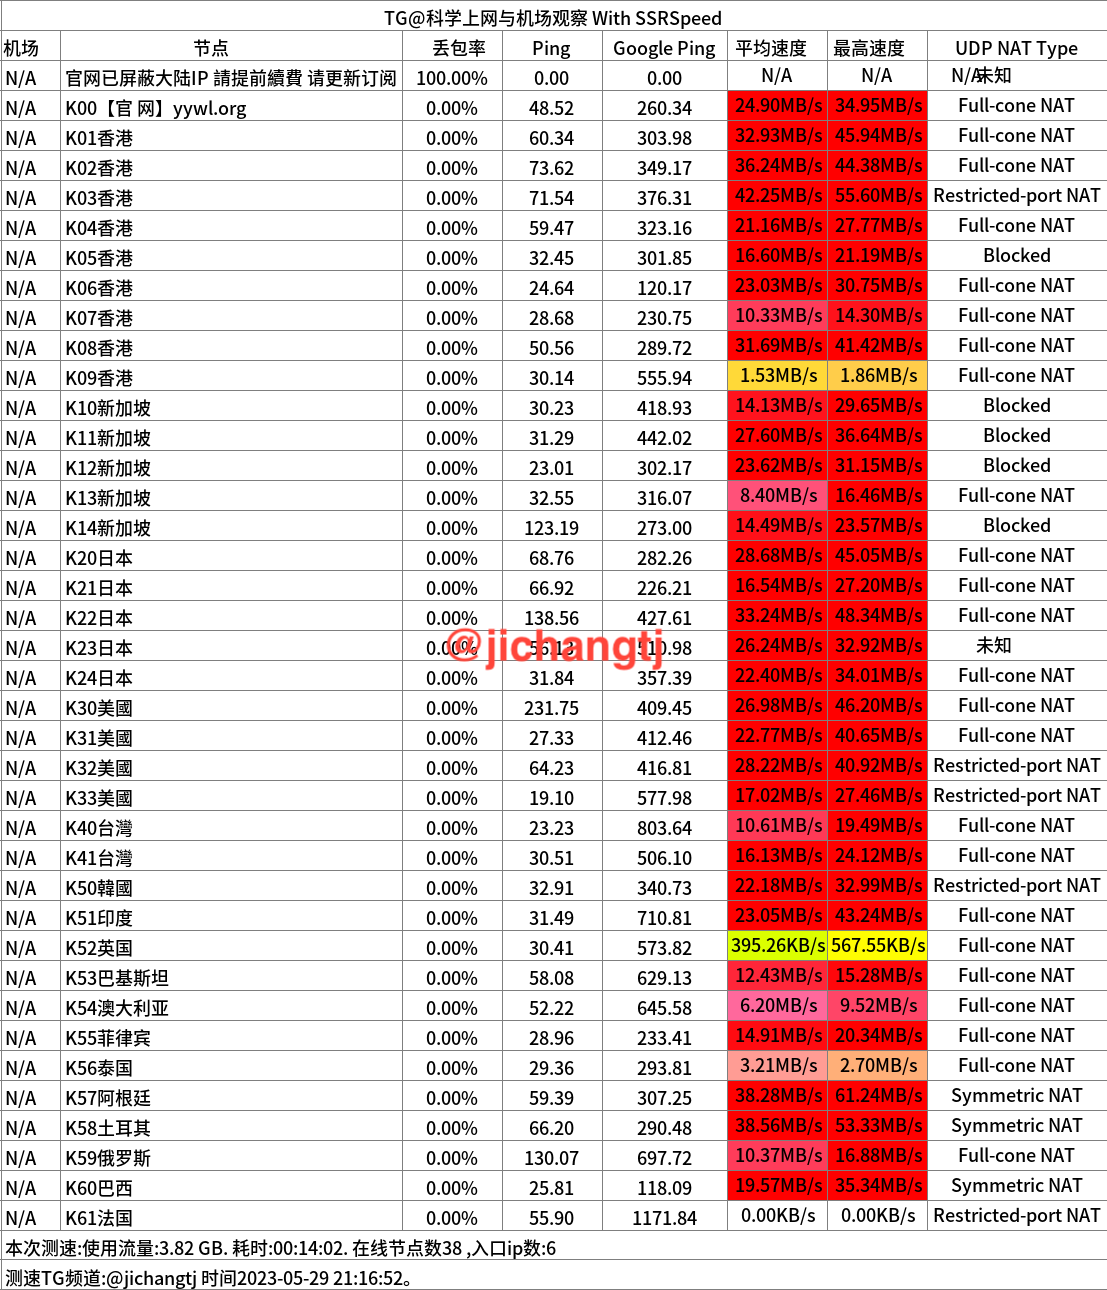 TG@科学上网与机场观察 With SSRSpeed
机场 节点 丢包率 Ping Google Ping 平均速度 最高速度 UDP NAT Type
N/A 官网已屏蔽大陆IP 請提前續費 请更新订阅 100.00% 0.00 0.00 N/A N/A N/A未知
N/A K00【官 网】yywl.org 0.00% 48.52 260.34 24.90MB/s 34.95MB/s Full-cone NAT
N/A K01香港 0.00% 60.34 303.98 32.93MB/s 45.94MB/s Full-cone NAT
N/A K02香港 0.00% 73.62 349.17 36.24MB/s 44.38MB/s Full-cone NAT
N/A K03香港 0.00% 71.54 376.31 42.25MB/s 55.60MB/s Restricted-port NAT
N/A K04香港 0.00% 59.47 323.16 21.16MB/s 27.77MB/s Full-cone NAT
N/A K05香港 0.00% 32.45 301.85 16.60MB/s 21.19MB/s Blocked
N/A K06香港 0.00% 24.64 120.17 23.03MB/s 30.75MB/s Full-cone NAT
N/A K07香港 0.00% 28.68 230.75 10.33MB/s 14.30MB/s Full-cone NAT
N/A K08香港 0.00% 50.56 289.72 31.69MB/s 41.42MB/s Full-cone NAT
N/A K09香港 0.00% 30.14 555.94 1.53MB/s 1.86MB/s Full-cone NAT
N/A K10新加坡 0.00% 30.23 418.93 14.13MB/s 29.65MB/s Blocked
N/A K11新加坡 0.00% 31.29 442.02 27.60MB/s 36.64MB/s Blocked
N/A K12新加坡 0.00% 23.01 302.17 23.62MB/s 31.15MB/s Blocked
N/A K13新加坡 0.00% 32.55 316.07 8.40MB/s 16.46MB/s Full-cone NAT
N/A K14新加坡 0.00% 123.19 273.00 14.49MB/s 23.57MB/s Blocked
N/A K20日本 0.00% 68.76 282.26 28.68MB/s 45.05MB/s Full-cone NAT
N/A K21日本 0.00% 66.92 226.21 16.54MB/s 27.20MB/s Full-cone NAT
N/A K22日本 0.00% 138.56 427.61 33.24MB/s 48.34MB/s Full-cone NAT
N/A K23日本 0.00% 26.24MB/s 32.92MB/s 未知
@jichangtj
N/A K24日本 0.00% 31.84 357.39 22.40MB/s 34.01MB/s Full-cone NAT
N/A K30美國 0.00% 231.75 409.45 26.98MB/s 46.20MB/s Full-cone NAT
N/A K31美國 0.00% 27.33 412.46 22.77MB/s 40.65MB/s Full-cone NAT
N/A K32美國 0.00% 64.23 416.81 28.22MB/s 40.92MB/s Restricted-port NAT
N/A K33美國 0.00% 19.10 577.98 17.02MB/s 27.46MB/s Restricted-port NAT
N/A K40台灣 0.00% 23.23 803.64 10.61MB/s 19.49MB/s Full-cone NAT
N/A K41台灣 0.00% 30.51 506.10 16.13MB/s 24.12MB/s Full-cone NAT
N/A K50韓國 0.00% 32.91 340.73 22.18MB/s 32.99MB/s Restricted-port NAT
N/A K51印度 0.00% 31.49 710.81 23.05MB/s 43.24MB/s Full-cone NAT
N/A K52英国 0.00% 30.41 573.82 395.26KB/s 567.55KB/s Full-cone NAT
N/A K53巴基斯坦 0.00% 58.08 629.13 12.43MB/s 15.28MB/s Full-cone NAT
N/A K54澳大利亚 0.00% 52.22 645.58 6.20MB/s 9.52MB/s Full-cone NAT
N/A K55菲律宾 0.00% 28.96 233.41 14.91MB/s 20.34MB/s Full-cone NAT
N/A K56泰国 0.00% 29.36 293.81 3.21MB/s 2.70MB/s Full-cone NAT
N/A K57阿根廷 0.00% 59.39 307.25 38.28MB/s 61.24MB/s Symmetric NAT
N/A K58土耳其 0.00% 66.20 290.48 38.56MB/s 53.33MB/s Symmetric NAT
N/A K59俄罗斯 0.00% 130.07 697.72 10.37MB/s 16.88MB/s Full-cone NAT
N/A K60巴西 0.00% 25.81 118.09 19.57MB/s 35.34MB/s Symmetric NAT
N/A K61法国 0.00% 55.90 1171.84 0.00KB/s 0.00KB/s Restricted-port NAT
本次测速:使用流量:3.82 GB. 耗时:00:14:02. 在线节点数38 ,入口ip数:6
测速TG频道:@jichangtj 时间2023-05-29 21:16:52。